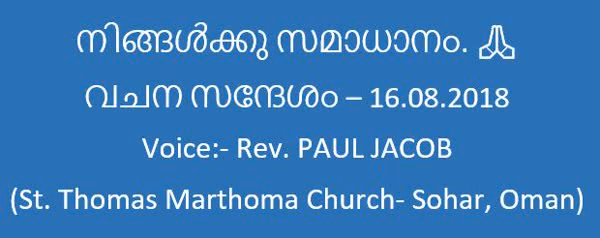 നിങ്ങൾക്കു സമാധാനം. 🙏
വചന സന്ദേശം – 16.08.2018
Voice:- Rev. PAUL JACOB
(St. Thomas Marthoma Church- Sohar, Oman)